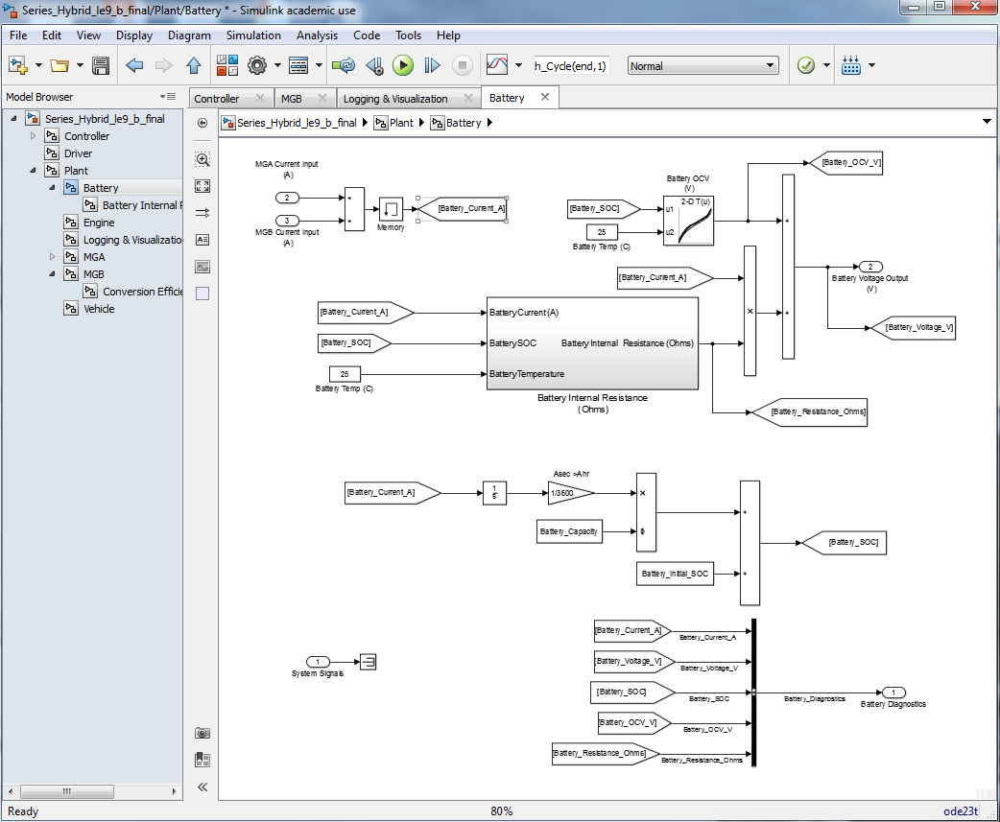 Series_Hybrid_le9_b_final/Plant/Battery * - Simulink academic use
File Edit View Display Diagram Simulation Analysis Code Tools Help
h_Cycle(end,1)
Normal
Model Browser
Controller
MGB
Logging & Visualization
Battery
Series_Hybrid_le9_b_final
Controller
Driver
Plant
Battery
Battery Internal R
Engine
Logging & Visualizatio
MGA
MGB
Conversion Efficie
Vehicle
Series_Hybrid_le9_b_final Plant Battery
MGA Current Input
(A)
2
3
MGB Current Input
(A)
+
+
Memory
[Battery_Current_A]
[Battery_SOC]
25
Battery Temp (C)
Battery OCV
(V)
2-D T(u)
u1
u2
[Battery_OCV_V]
+
+
2
Battery Voltage Output
(V)
[Battery_Voltage_V]
[Battery_Current_A]
×
[Battery_Current_A]
[Battery_SOC]
25
Battery Temp (C)
BatteryCurrent (A)
BatterySOC
BatteryTemperature
Battery Internal Resistance (Ohms)
Battery Internal Resistance
(Ohms)
[Battery_Resistance_Ohms]
[Battery_Current_A]
1
s
Asec >Ahr
1/3600
Battery_Capacity
×
÷
Battery_Initial_SOC
+
+
[Battery_SOC]
1
System Signals
[Battery_Current_A]
Battery_Current_A
[Battery_Voltage_V]
Battery_Voltage_V
[Battery_SOC]
Battery_SOC
[Battery_OCV_V]
Battery_OCV_V
[Battery_Resistance_Ohms]
Battery_Resistance_Ohms
Battery_Diagnostics
1
Battery Diagnostics
Ready
80%
ode23t